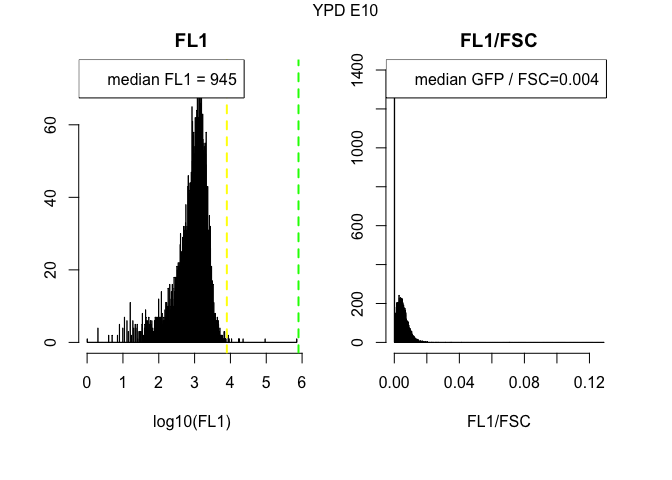 YPD E10
FL1
FL1/FSC
median FL1 = 945
median GFP / FSC=0.004
0
20
40
60
0 1 2 3 4 5 6
log10(FL1)
0
200
600
1000
1400
0.00 0.04 0.08 0.12
FL1/FSC